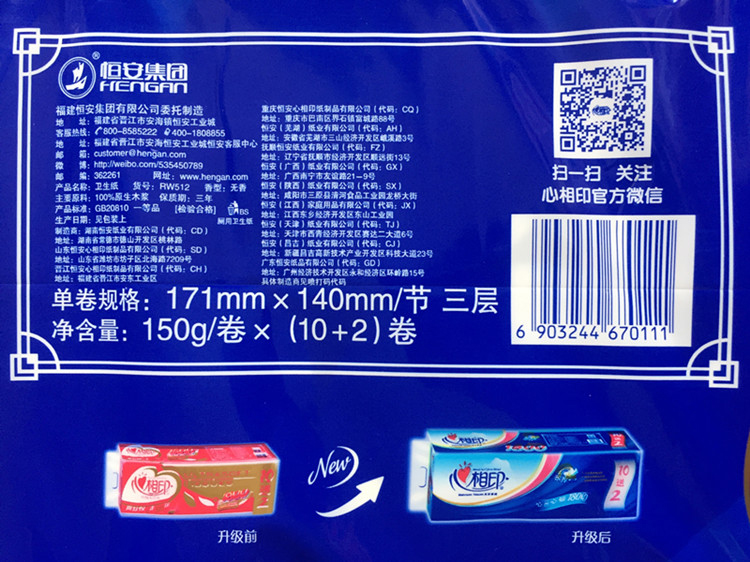 恒安集团
HENGAN
福建恒安集团有限公司委托制造
地 址：福建省晋江市安海镇恒安工业城
客服热线：800-8585222 400-1808855
地 址：福建省晋江市安海恒安工业城恒安客服中心
邮 箱：customer@hengan.com
微 博：http://weibo.com/535450789
邮 编：362261 网 址：www.hengan.com
产品名称：卫生纸 货号：RW512 香型：无香
主要原料：100%原生木浆 保质期：三年
产品标准：GB20810 一等品 [检验合格]
生产日期：见包装上
BS
厕用卫生纸
制造商：湖南恒安纸业有限公司（代码：CD）
地址：湖南省常德市德山开发区桃林路
山东恒安心相印纸制品有限公司（代码：SD）
地址：山东省潍坊市坊子区北海路7209号
晋江恒安心相印纸制品有限公司（代码：CH）
地址：福建省晋江市安东工业区
重庆恒安心相印纸制品有限公司（代码：CQ）
地址：重庆市巴南区界石镇富城路88号
恒安（芜湖）纸业有限公司（代码：AH）
地址：安徽省芜湖市三山经济开发区峨溪路3号
抚顺恒安纸业有限公司（代码：FZ）
地址：辽宁省抚顺市经济开发区顺远街13号
恒安（广西）纸业有限公司（代码：GX）
地址：广西南宁市友谊路21-9号
恒安（陕西）纸业有限公司（代码：SX）
地址：咸阳市三原县清河食品工业园龙桥大街
恒安（江西）家庭用品有限公司（代码：JX）
地址：江西东乡经济开发区东山工业园
恒安（天津）纸业有限公司（代码：TJ）
地址：天津市西青经济开发区赛达二大道6号
恒安（昌吉）纸业有限公司（代码：CJ）
地址：新疆昌吉高新技术产业开发区科技大道23号
广东恒安纸品有限公司（代码：GD）
地址：广州经济技术开发区永和经济区环岭路15号
具体制造商见喷打码代码
扫一扫 关注
心相印官方微信
单卷规格：171mm×140mm/节 三层
净含量：150g/卷×（10+2）卷
6 903244 670111
心相印
升级前
New
心相印
10送2
升级后